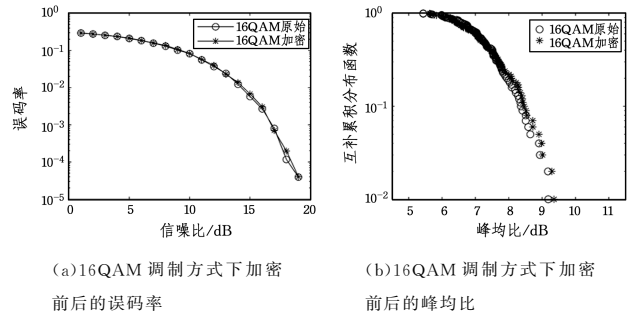 10⁰
10⁻¹
10⁻²
10⁻³
10⁻⁴
10⁻⁵
误码率
16QAM原始
16QAM加密
0 5 10 15 20
信噪比/dB
(a)16QAM 调制方式下加密
前后的误码率
10⁰
10⁻¹
10⁻²
互补累积分布函数
16QAM原始
16QAM加密
5 6 7 8 9 10 11
峰均比/dB
(b)16QAM 调制方式下加密
前后的峰均比